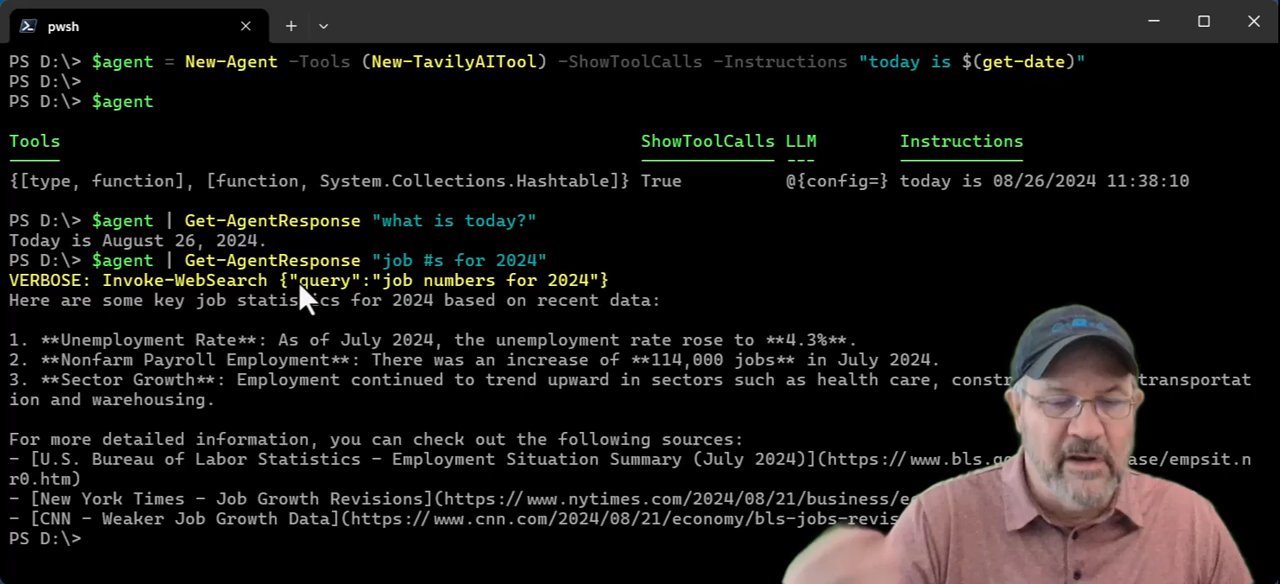 pwsh
PS D:\> $agent = New-Agent -Tools (New-TavilyAITool) -ShowToolCalls -Instructions "today is $(get-date)"
PS D:\>
PS D:\> $agent
Tools ShowToolCalls LLM Instructions
----- ------------- --- ------------
{[type, function], [function, System.Collections.Hashtable]} True @{config=} today is 08/26/2024 11:38:10
PS D:\> $agent | Get-AgentResponse "what is today?"
Today is August 26, 2024.
PS D:\> $agent | Get-AgentResponse "job #s for 2024"
VERBOSE: Invoke-WebSearch {"query":"job numbers for 2024"}
Here are some key job statistics for 2024 based on recent data:
1. **Unemployment Rate**: As of July 2024, the unemployment rate rose to **4.3%**.
2. **Nonfarm Payroll Employment**: There was an increase of **114,000 jobs** in July 2024.
3. **Sector Growth**: Employment continued to trend upward in sectors such as health care, constr transportat
ion and warehousing.
For more detailed information, you can check out the following sources:
- [U.S. Bureau of Labor Statistics - Employment Situation Summary (July 2024)](https://www.bls.go ase/empsit.n
r0.htm)
- [New York Times - Job Growth Revisions](https://www.nytimes.com/2024/08/21/business/e
- [CNN - Weaker Job Growth Data](https://www.cnn.com/2024/08/21/economy/bls-jobs-revis
PS D:\>